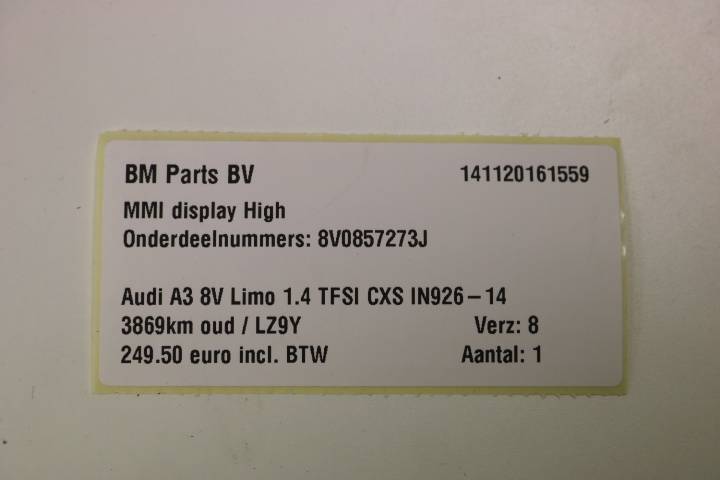 BM Parts BV 141120161559
MMI display High
Onderdeelnummers: 8V0857273J
Audi A3 8V Limo 1.4 TFSI CXS IN926-14
3869km oud / LZ9Y Verz: 8
249.50 euro incl. BTW Aantal: 1